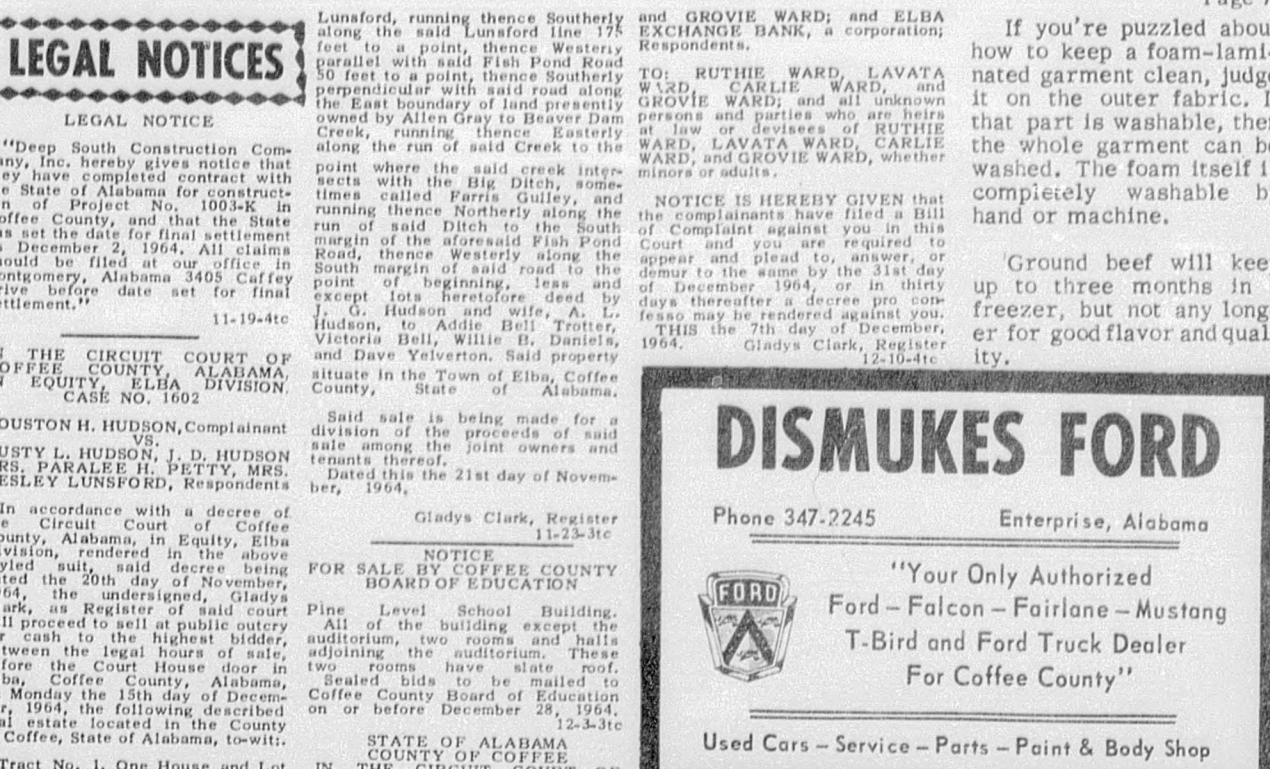 LEGAL NOTICES
LEGAL NOTICE
"Deep South Construction Com-
any, Inc. hereby gives notice that
ey have completed contract with
e State of Alabama for construct-
n of Project No. 1003-K in
offee County, and that the State
as set the date for final settlement
s December 2, 1964. All claims
hould be filed at our office in
ontgomery, Alabama 3405 Caffey
rive before date set for final
ettlement."
11-19-4tc
N THE CIRCUIT COURT OF
OFFEE COUNTY, ALABAMA,
N EQUITY, ELBA DIVISION.
CASE NO. 1602
OUSTON H. HUDSON, Complainant
VS.
USTY L. HUDSON, J. D. HUDSON
RS. PARALEE H. PETTY, MRS.
ESLEY LUNSFORD, Respondents
In accordance with a decree of
e Circuit Court of Coffee
ounty, Alabama, in Equity, Elba
vision, rendered in the above
yled suit, said decree being
ted the 20th day of November,
64, the undersigned, Gladys
ark, as Register of said court
ll proceed to sell at public outcry
r cash to the highest bidder,
tween the legal hours of sale,
fore the Court House door in
ba, Coffee County, Alabama,
Monday the 15th day of Decem-
r, 1964, the following described
al estate located in the County
Coffee, State of Alabama, to-wit:.
Tract No. 1. One House and Lot
Lunsford, running thence Southerly
along the said Lunsford line 175
feet to a point, thence Westerly
parallel with said Fish Pond Road
50 feet to a point, thence Southerly
perpendicular with said road along
the East boundary of land presently
owned by Allen Gray to Beaver Dam
Creek, running thence Easterly
along the run of said Creek to the
point where the said creek inter-
sects with the Big Ditch, some-
times called Farris Gulley, and
running thence Northerly along the
run of said Ditch to the South
margin of the aforesaid Fish Pond
Road, thence Westerly along the
South margin of said road to the
point of beginning, less and
except lots heretofore deed by
J. G. Hudson and wife, A. L.
Hudson, to Addie Bell Trotter,
Victoria Bell, Willie B. Daniels,
and Dave Yelverton. Said property
situate in the Town of Elba, Coffee
County, State of Alabama.
Said sale is being made for a
division of the proceeds of said
sale among the joint owners and
tenants thereof.
Dated this the 21st day of Novem-
ber, 1964.
Gladys Clark, Register
11-23-3tc
NOTICE
FOR SALE BY COFFEE COUNTY
BOARD OF EDUCATION
Pine Level School Building.
All of the building except the
auditorium, two rooms and halls
adjoining the auditorium. These
two rooms have slate roof.
Sealed bids to be mailed to
Coffee County Board of Education
on or before December 28, 1964.
12-3-3tc
STATE OF ALABAMA
COUNTY OF COFFEE
IN THE CIRCUIT COURT OF
and GROVIE WARD; and ELBA
EXCHANGE BANK, a corporation;
Respondents.
TO: RUTHIE WARD, LAVATA
WARD, CARLIE WARD, and
GROVIE WARD; and all unknown
persons and parties who are heirs
at law or devisees of RUTHIE
WARD, LAVATA WARD, CARLIE
WARD, and GROVIE WARD, whether
minors or adults.
NOTICE IS HEREBY GIVEN that
the complainants have filed a Bill
of Complaint against you in this
Court and you are required to
appear and plead to, answer, or
demur to the same by the 31st day
of December 1964, or in thirty
days thereafter a decree pro con-
fesso may be rendered against you.
THIS the 7th day of December,
1964. Gladys Clark, Register
12-10-4tc
Page 7
If you're puzzled abou
how to keep a foam-lami-
nated garment clean, judge
it on the outer fabric. I
that part is washable, then
the whole garment can be
washed. The foam itself i
completely washable b
hand or machine.
Ground beef will keep
up to three months in
freezer, but not any long-
er for good flavor and qual-
ity.
DISMUKES FORD
Phone 347-2245 Enterprise, Alabama
FORD
"Your Only Authorized
Ford - Falcon - Fairlane - Mustang
T-Bird and Ford Truck Dealer
For Coffee County"
Used Cars - Service - Parts - Paint & Body Shop